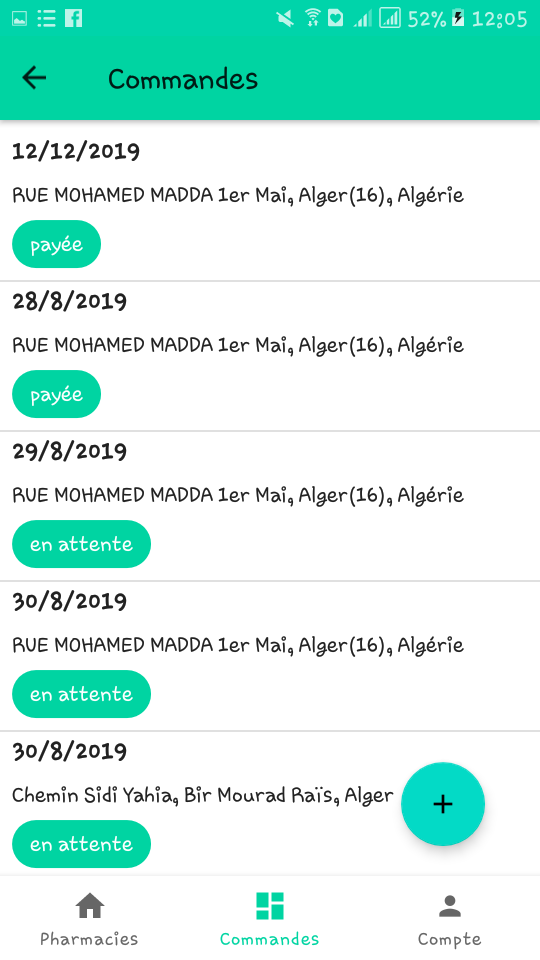 52% 12:05
Commandes
12/12/2019
RUE MOHAMED MADDA 1er Mai, Alger(16), Algérie
payée
28/8/2019
RUE MOHAMED MADDA 1er Mai, Alger(16), Algérie
payée
29/8/2019
RUE MOHAMED MADDA 1er Mai, Alger(16), Algérie
en attente
30/8/2019
RUE MOHAMED MADDA 1er Mai, Alger(16), Algérie
en attente
30/8/2019
Chemin Sidi Yahia, Bir Mourad Raïs, Alger
en attente
Pharmacies Commandes Compte